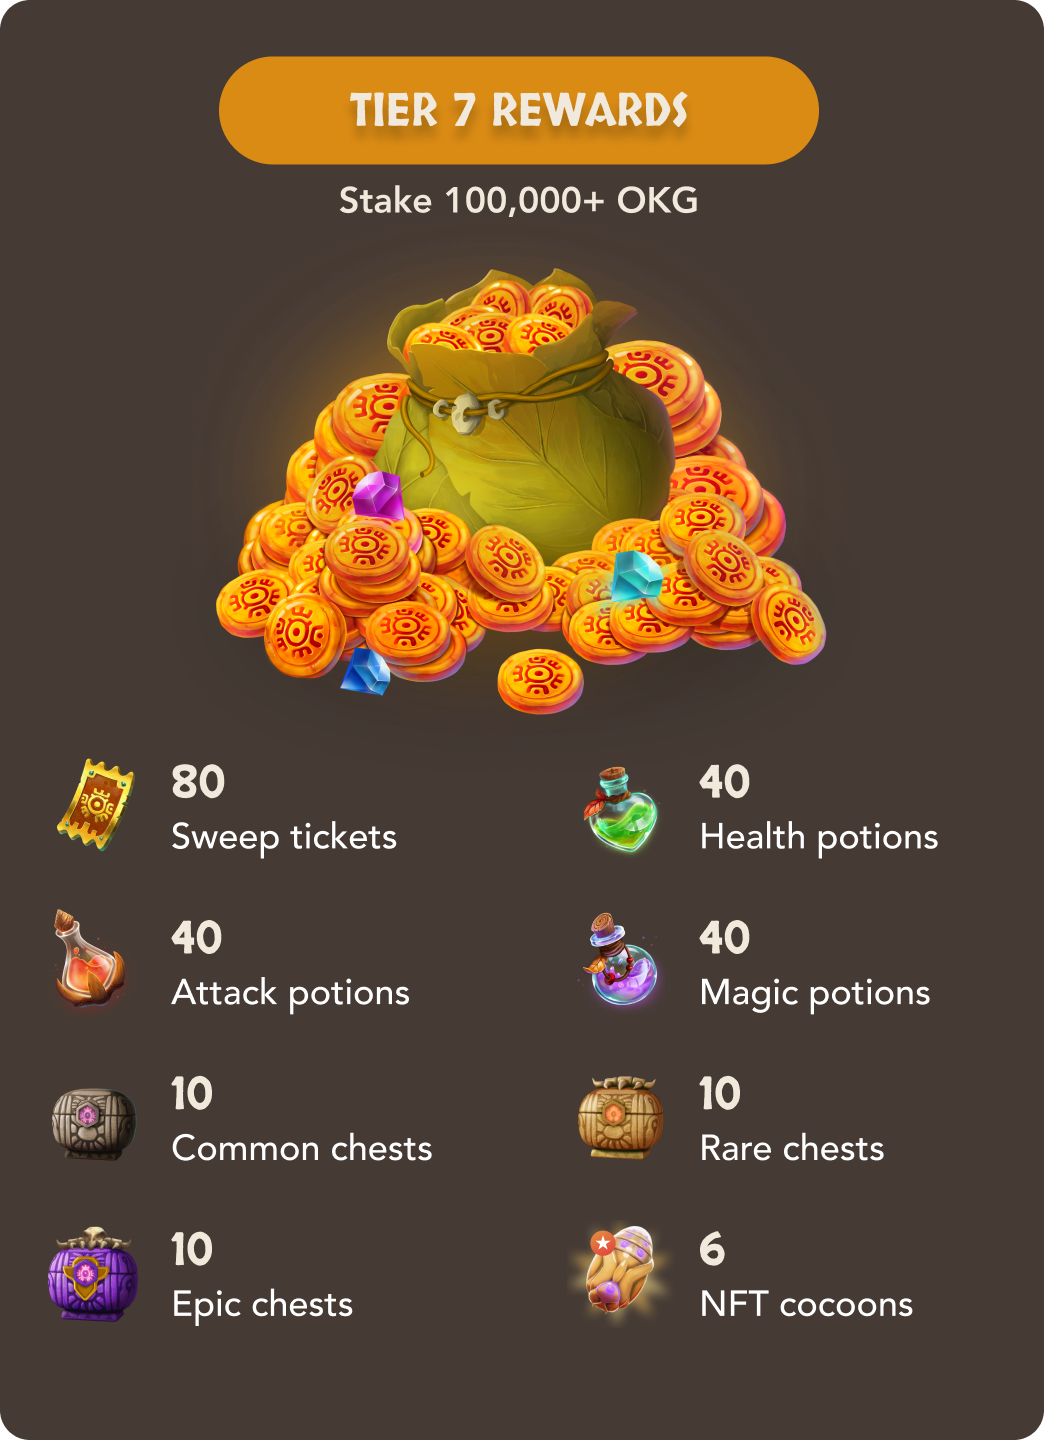 TIER 7 REWARDS
Stake 100,000+ OKG
80
Sweep tickets
40
Health potions
40
Attack potions
40
Magic potions
10
Common chests
10
Rare chests
10
Epic chests
6
NFT cocoons